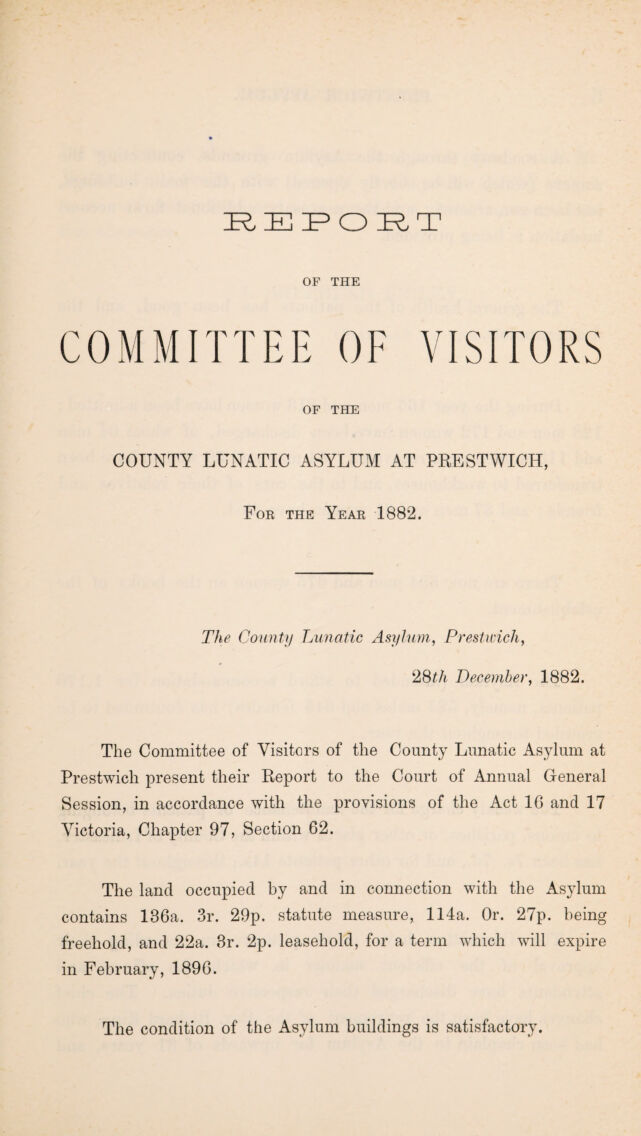 REPORT
OF THE
COMMITTEE OF VISITORS
OF THE
COUNTY LUNATIC ASYLUM AT PRESTWICH,
For the Year 1882.
The County Lunatic Asylum, Prestwich,
28th December, 1882.
The Committee of Visitors of the County Lunatic Asylum at
Prestwich present their Report to the Court of Annual General
Session, in accordance with the provisions of the Act 16 and 17
Victoria, Chapter 97, Section 62.
The land occupied by and in connection with the Asylum
contains 136a. 3r. 29p. statute measure, 114a. 0r. 27p. being
freehold, and 22a. 3r. 2p. leasehold, for a term which will expire
in February, 1896.
The condition of the Asylum buildings is satisfactory.